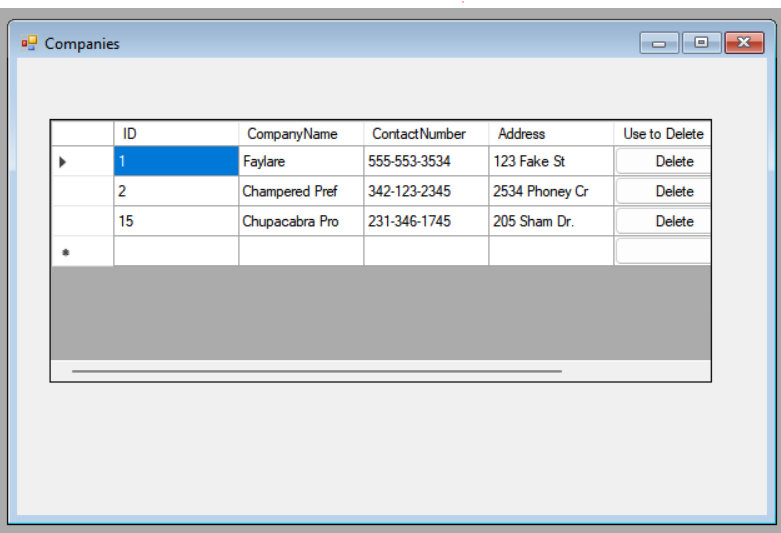 Companies
ID CompanyName ContactNumber Address Use to Delete
1 Faylare 555-553-3534 123 Fake St Delete
2 Champered Pref 342-123-2345 2534 Phoney Cr Delete
15 Chupacabra Pro 231-346-1745 205 Sham Dr. Delete